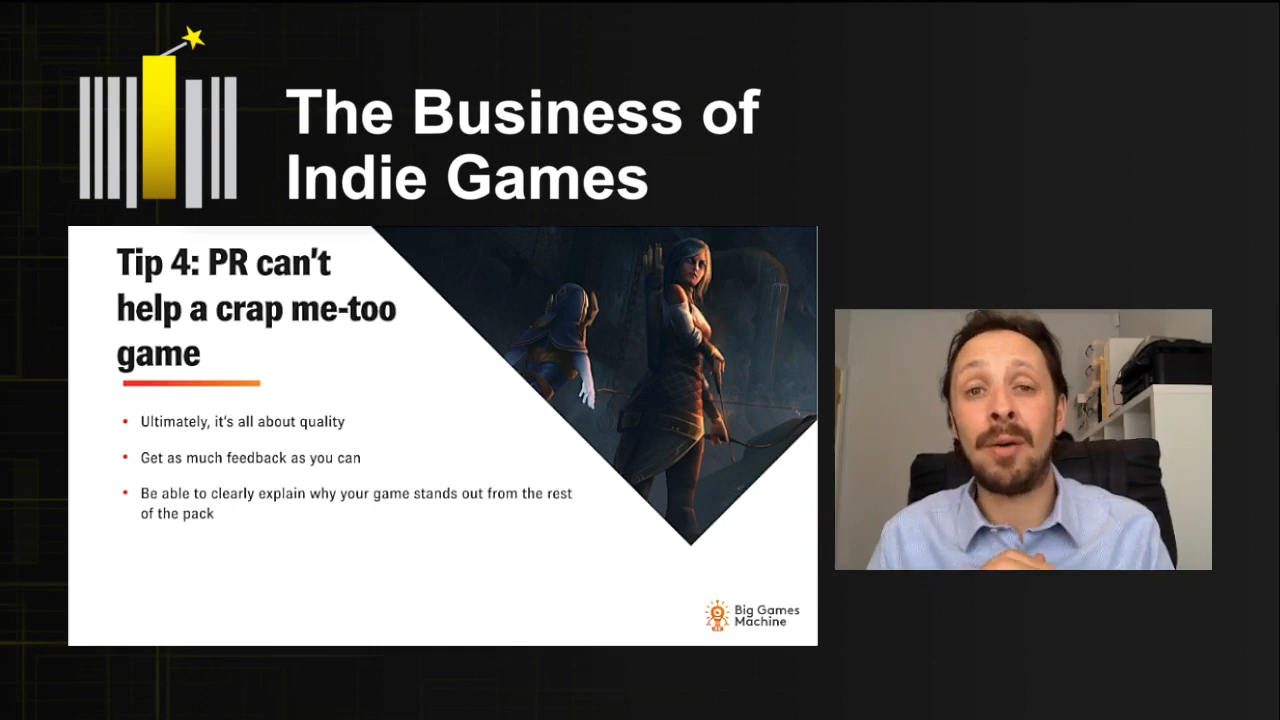 The Business of
Indie Games
Tip 4: PR can't
help a crap me-too
game
Ultimately, it's all about quality
Get as much feedback as you can
Be able to clearly explain why your game stands out from the rest
of the pack
Big Games
Machine